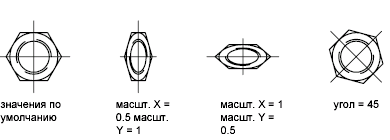 значения по
умолчанию
масшт. X =
0.5 масшт.
Y = 1
масшт. X = 1
масшт. Y =
0.5
угол = 45